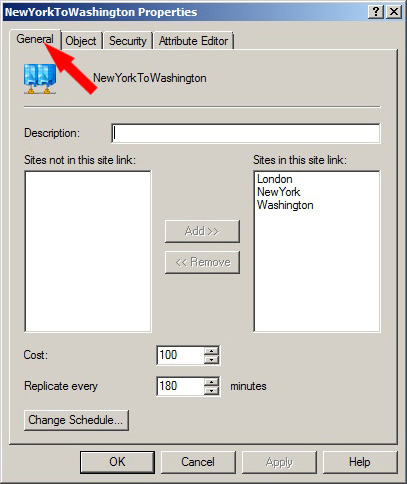 NewYorkToWashington Properties
General Object Security Attribute Editor
NewYorkToWashington
Description:
Sites not in this site link: Sites in this site link:
London
NewYork
Washington
Add >>
<< Remove
Cost: 100
Replicate every 180 minutes
Change Schedule...
OK Cancel Apply Help